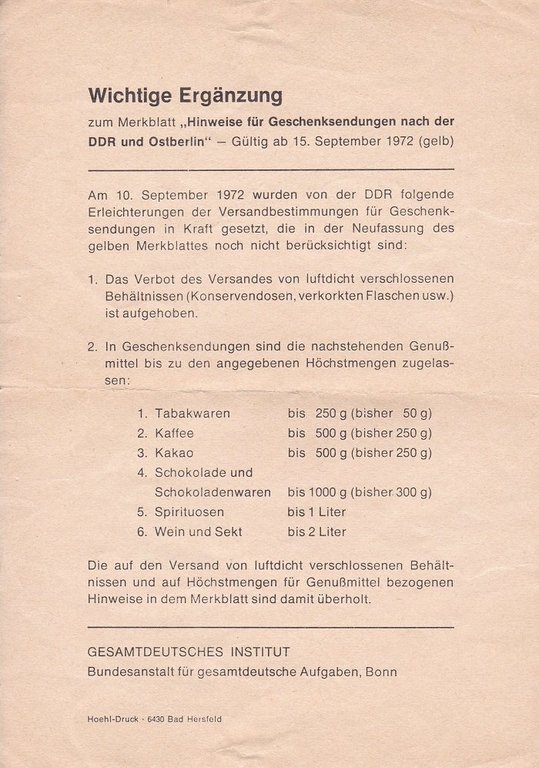 Wichtige Ergänzung
zum Merkblatt „Hinweise für Geschenksendungen nach der
DDR und Ostberlin“ – Gültig ab 15. September 1972 (gelb)
Am 10. September 1972 wurden von der DDR folgende
Erleichterungen der Versandbestimmungen für Geschenk-
sendungen in Kraft gesetzt, die in der Neufassung des
gelben Merkblattes noch nicht berücksichtigt sind:
1. Das Verbot des Versandes von luftdicht verschlossenen
Behältnissen (Konservendosen, verkorkten Flaschen usw.)
ist aufgehoben.
2. In Geschenksendungen sind die nachstehenden Genuß-
mittel bis zu den angegebenen Höchstmengen zugelas-
sen:
1. Tabakwaren bis 250 g (bisher 50 g)
2. Kaffee bis 500 g (bisher 250 g)
3. Kakao bis 500 g (bisher 250 g)
4. Schokolade und
Schokoladenwaren bis 1000 g (bisher 300 g)
5. Spirituosen bis 1 Liter
6. Wein und Sekt bis 2 Liter
Die auf den Versand von luftdicht verschlossenen Behält-
nissen und auf Höchstmengen für Genußmittel bezogenen
Hinweise in dem Merkblatt sind damit überholt.
GESAMTDEUTSCHES INSTITUT
Bundesanstalt für gesamtdeutsche Aufgaben, Bonn
Hoehl-Druck - 6430 Bad Hersfeld